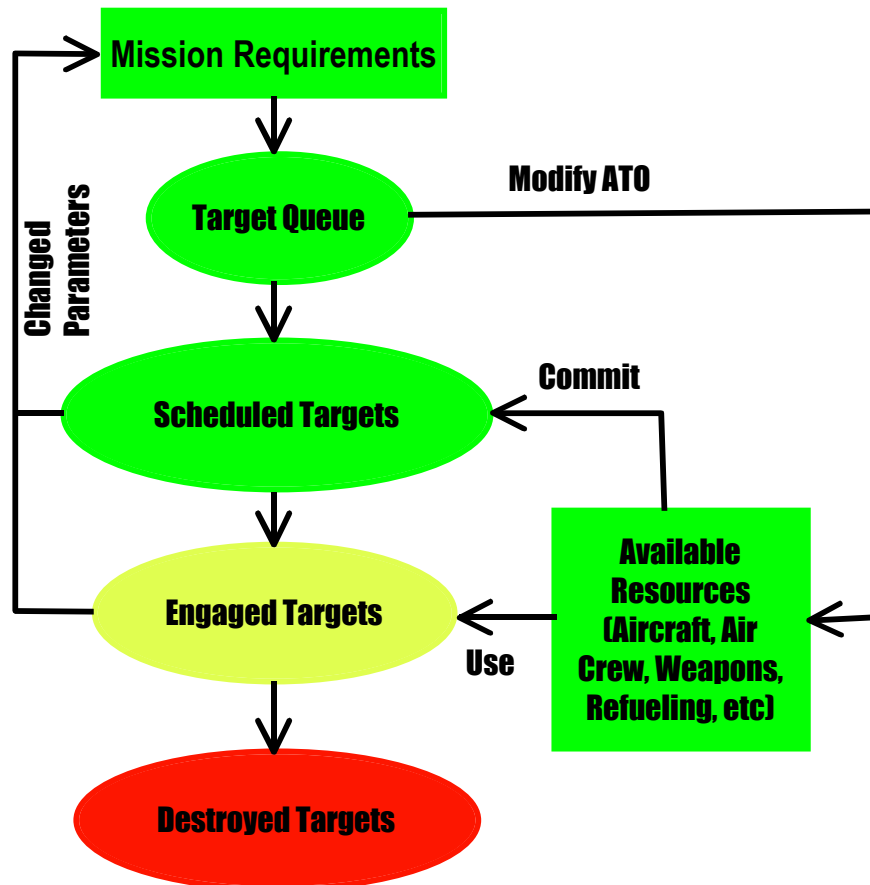 Mission Requirements
Target Queue
Modify ATO
Changed
Parameters
Scheduled Targets
Commit
Engaged Targets
Use
Available
Resources
(Aircraft, Air
Crew, Weapons,
Refueling, etc)
Destroyed Targets